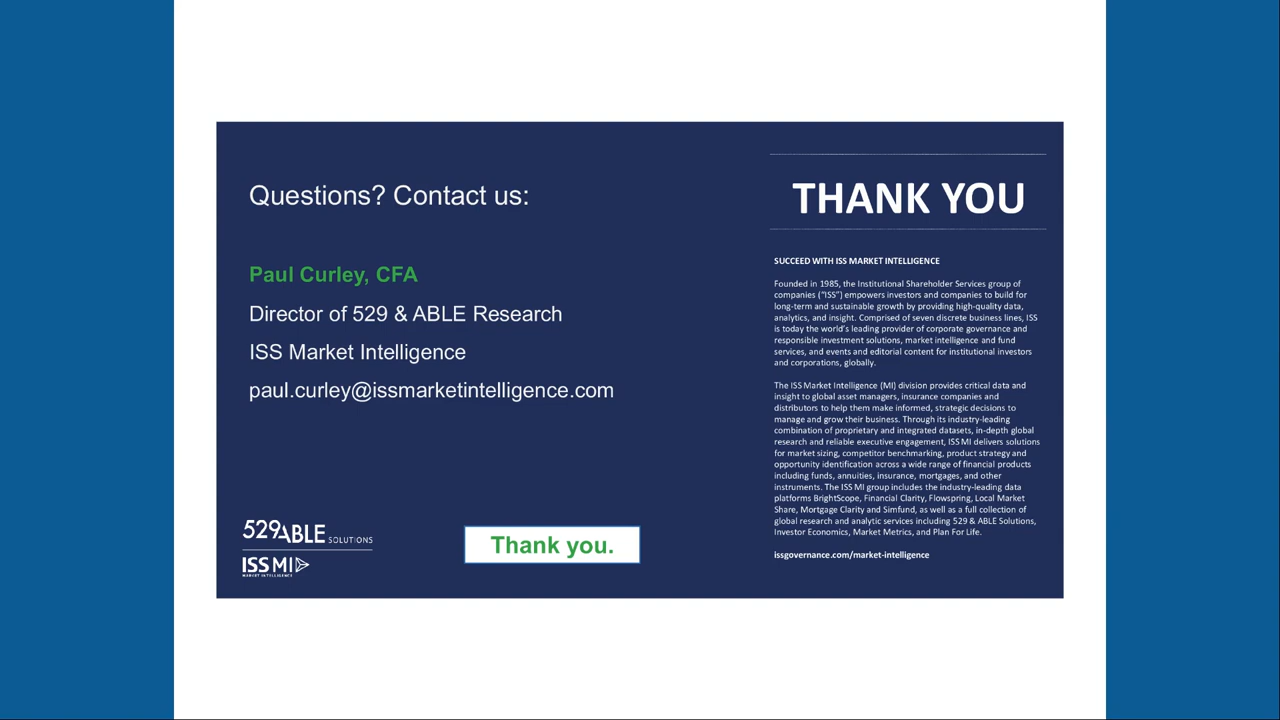 Questions? Contact us:
Paul Curley, CFA
Director of 529 & ABLE Research
ISS Market Intelligence
paul.curley@issmarketintelligence.com
529ABLE SOLUTIONS
ISS MI
MARKET INTELLIGENCE
Thank you.
THANK YOU
SUCCEED WITH ISS MARKET INTELLIGENCE
Founded in 1985, the Institutional Shareholder Services group of
companies (“ISS”) empowers investors and companies to build for
long-term and sustainable growth by providing high-quality data,
analytics, and insight. Comprised of seven discrete business lines, ISS
is today the world’s leading provider of corporate governance and
responsible investment solutions, market intelligence and fund
services, and events and editorial content for institutional investors
and corporations, globally.
The ISS Market Intelligence (MI) division provides critical data and
insight to global asset managers, insurance companies and
distributors to help them make informed, strategic decisions to
manage and grow their business. Through its industry-leading
combination of proprietary and integrated datasets, in-depth global
research and reliable executive engagement, ISS MI delivers solutions
for market sizing, competitor benchmarking, product strategy and
opportunity identification across a wide range of financial products
including funds, annuities, insurance, mortgages, and other
instruments. The ISS MI group includes the industry-leading data
platforms BrightScope, Financial Clarity, Flowspring, Local Market
Share, Mortgage Clarity and Simfund, as well as a full collection of
global research and analytic services including 529 & ABLE Solutions,
Investor Economics, Market Metrics, and Plan For Life.
issgovernance.com/market-intelligence